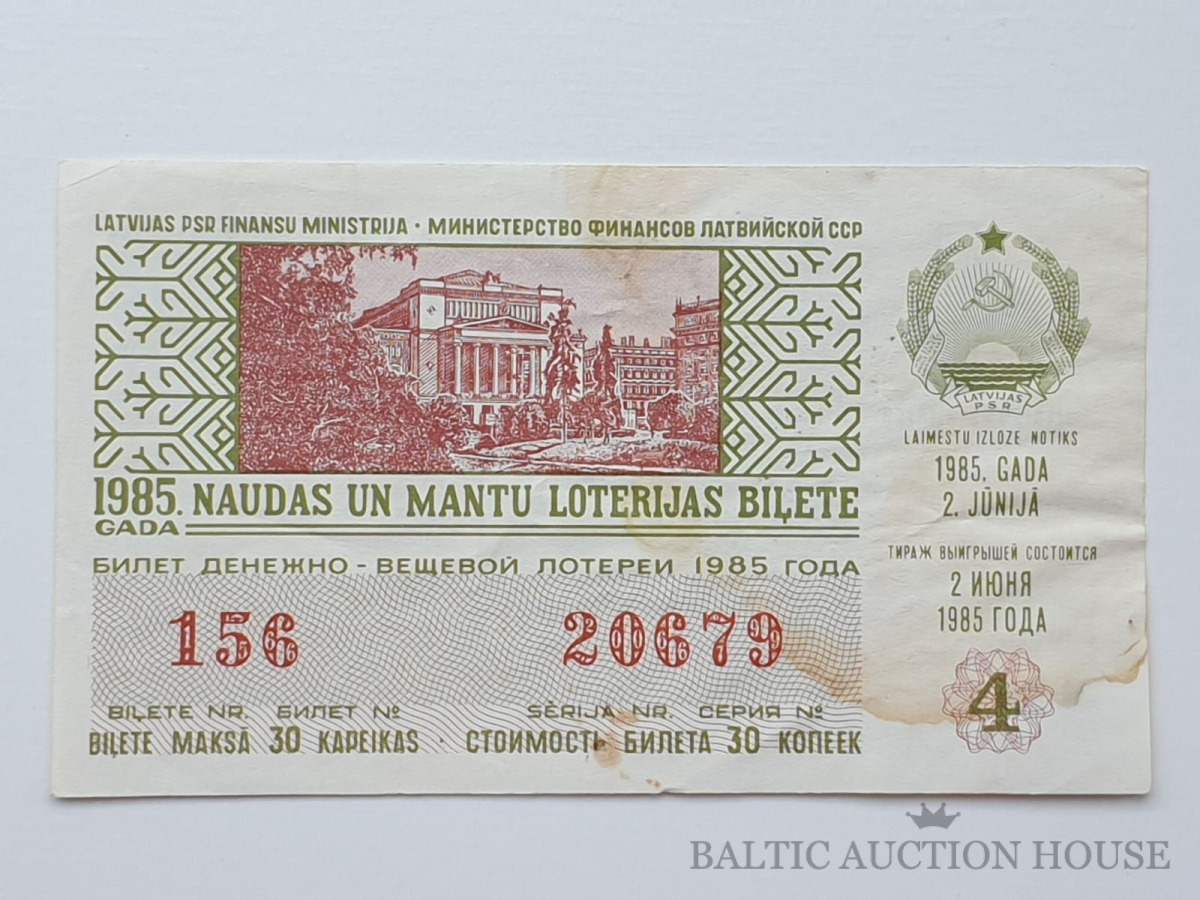 LATVIJAS PSR FINANSU MINISTRIJA · МИНИСТЕРСТВО ФИНАНСОВ ЛАТВИЙСКОЙ ССР
1985. NAUDAS UN MANTU LOTERIJAS BIĻETE
GADA
БИЛЕТ ДЕНЕЖНО - ВЕЩЕВОЙ ЛОТЕРЕИ 1985 ГОДА
156 20679
BIĻETE NR. БИЛЕТ № SĒRIJA NR. СЕРИЯ №
BIĻETE MAKSĀ 30 KAPEIKAS · СТОИМОСТЬ БИЛЕТА 30 КОПЕЕК
LATVIJAS
PSR
LAIMESTU IZLOZE NOTIKS
1985. GADA
2. JŪNIJĀ
ТИРАЖ ВЫИГРЫШЕЙ СОСТОИТСЯ
2 ИЮНЯ
1985 ГОДА
4
BALTIC AUCTION HOUSE